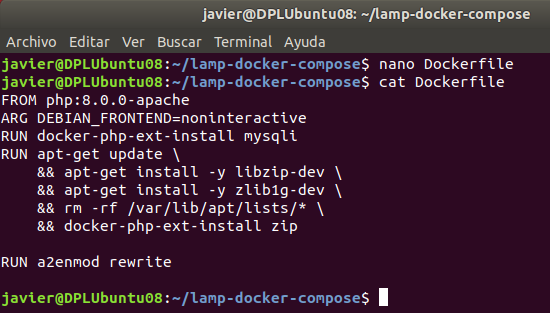 javier@DPLUbuntu08: ~/lamp-docker-compose
Archivo Editar Ver Buscar Terminal Ayuda
javier@DPLUbuntu08:~/lamp-docker-compose$ nano Dockerfile
javier@DPLUbuntu08:~/lamp-docker-compose$ cat Dockerfile
FROM php:8.0.0-apache
ARG DEBIAN_FRONTEND=noninteractive
RUN docker-php-ext-install mysqli
RUN apt-get update \
    && apt-get install -y libzip-dev \
    && apt-get install -y zlib1g-dev \
    && rm -rf /var/lib/apt/lists/* \
    && docker-php-ext-install zip

RUN a2enmod rewrite
javier@DPLUbuntu08:~/lamp-docker-compose$